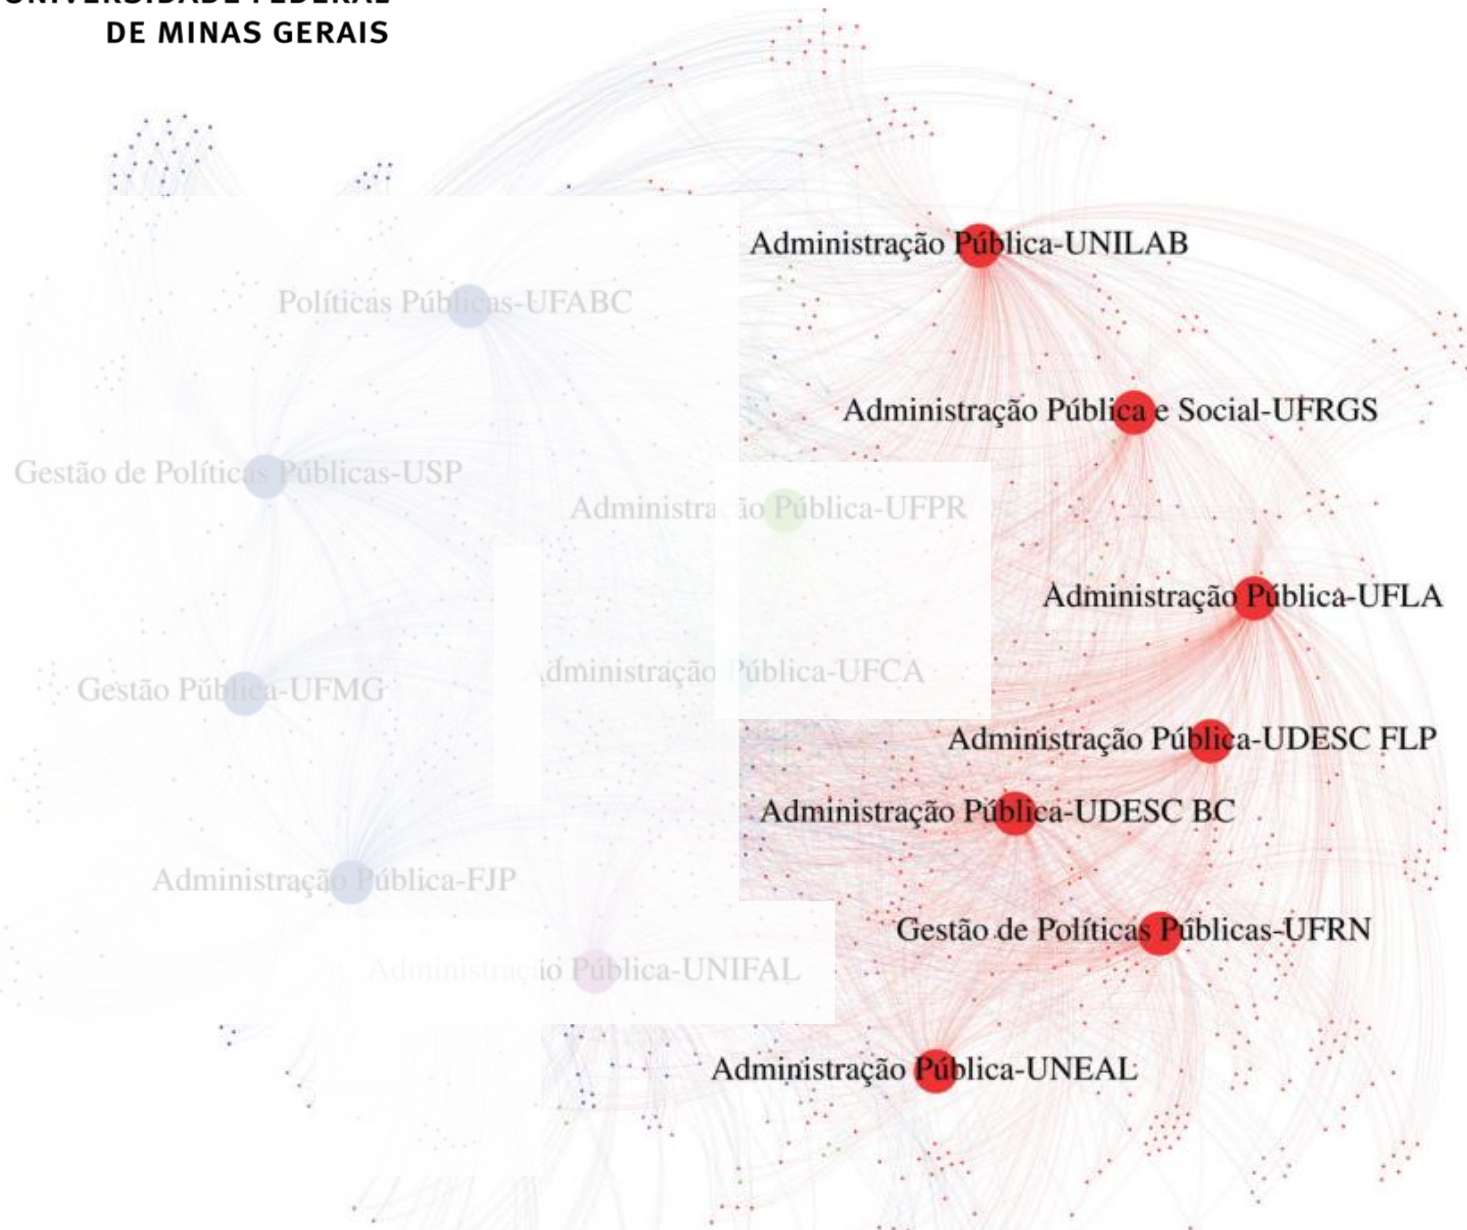 UNIVERSIDADE FEDERAL
DE MINAS GERAIS
Administração Pública-UNILAB
Políticas Públicas-UFABC
Administração Pública e Social-UFRGS
Gestão de Políticas Públicas-USP
Administração Pública-UFPR
Administração Pública-UFLA
Administração Pública-UFCA
Gestão Pública-UFMG
Administração Pública-UDESC FLP
Administração Pública-UDESC BC
Administração Pública-FJP
Gestão de Políticas Públicas-UFRN
Administração Pública-UNIFAL
Administração Pública-UNEAL